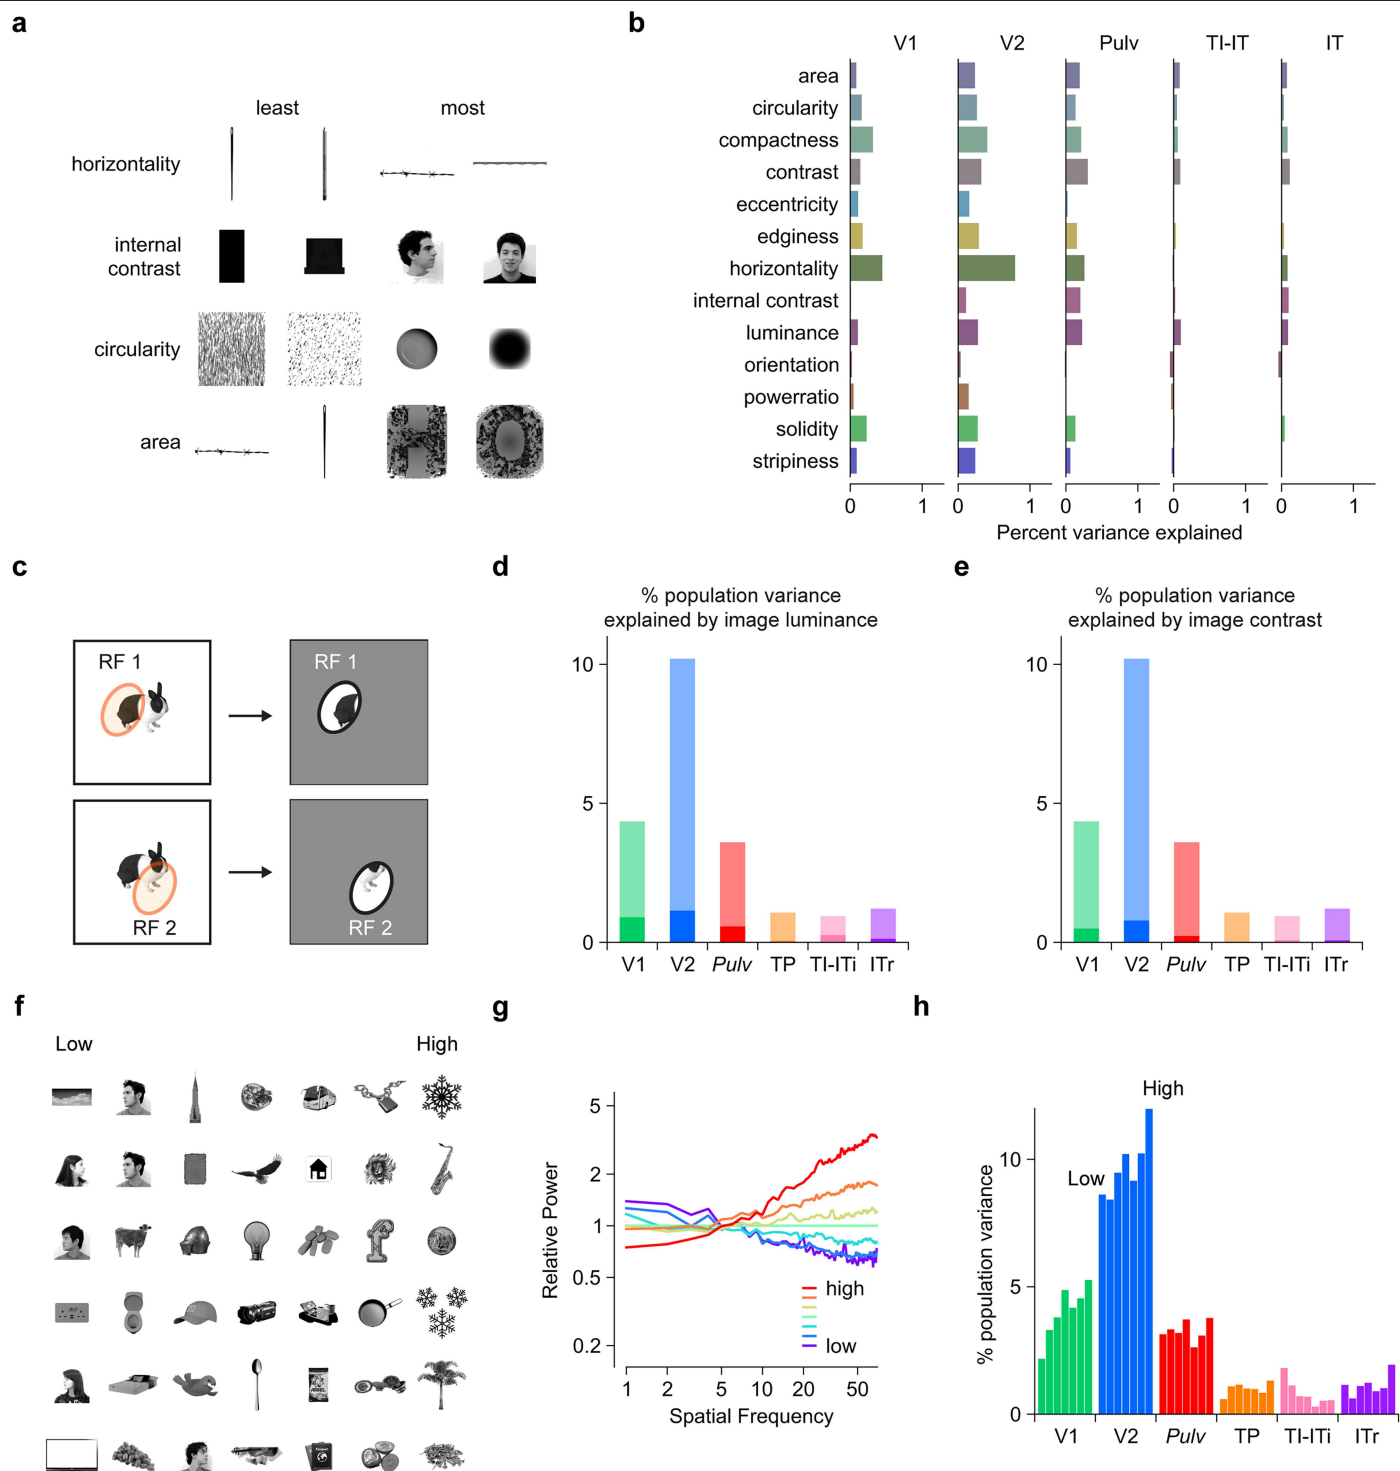 a
least
most
horizontality
internal
contrast
circularity
area
b
V1
V2
Pulv
TI-IT
IT
area
circularity
compactness
contrast
eccentricity
edginess
horizontality
internal contrast
luminance
orientation
powerratio
solidity
stripiness
0 1 0 1 0 1 0 1 0 1
Percent variance explained
c
RF 1
RF 1
RF 2
RF 2
d
% population variance
explained by image luminance
10
5
0
V1 V2 Pulv TP TI-ITi ITr
e
% population variance
explained by image contrast
10
5
0
V1 V2 Pulv TP TI-ITi ITr
f
Low
High
g
Relative Power
5
2
1
0.5
0.2
high
low
1 2 5 10 20 50
Spatial Frequency
h
High
Low
% population variance
10
5
0
V1 V2 Pulv TP TI-ITi ITr